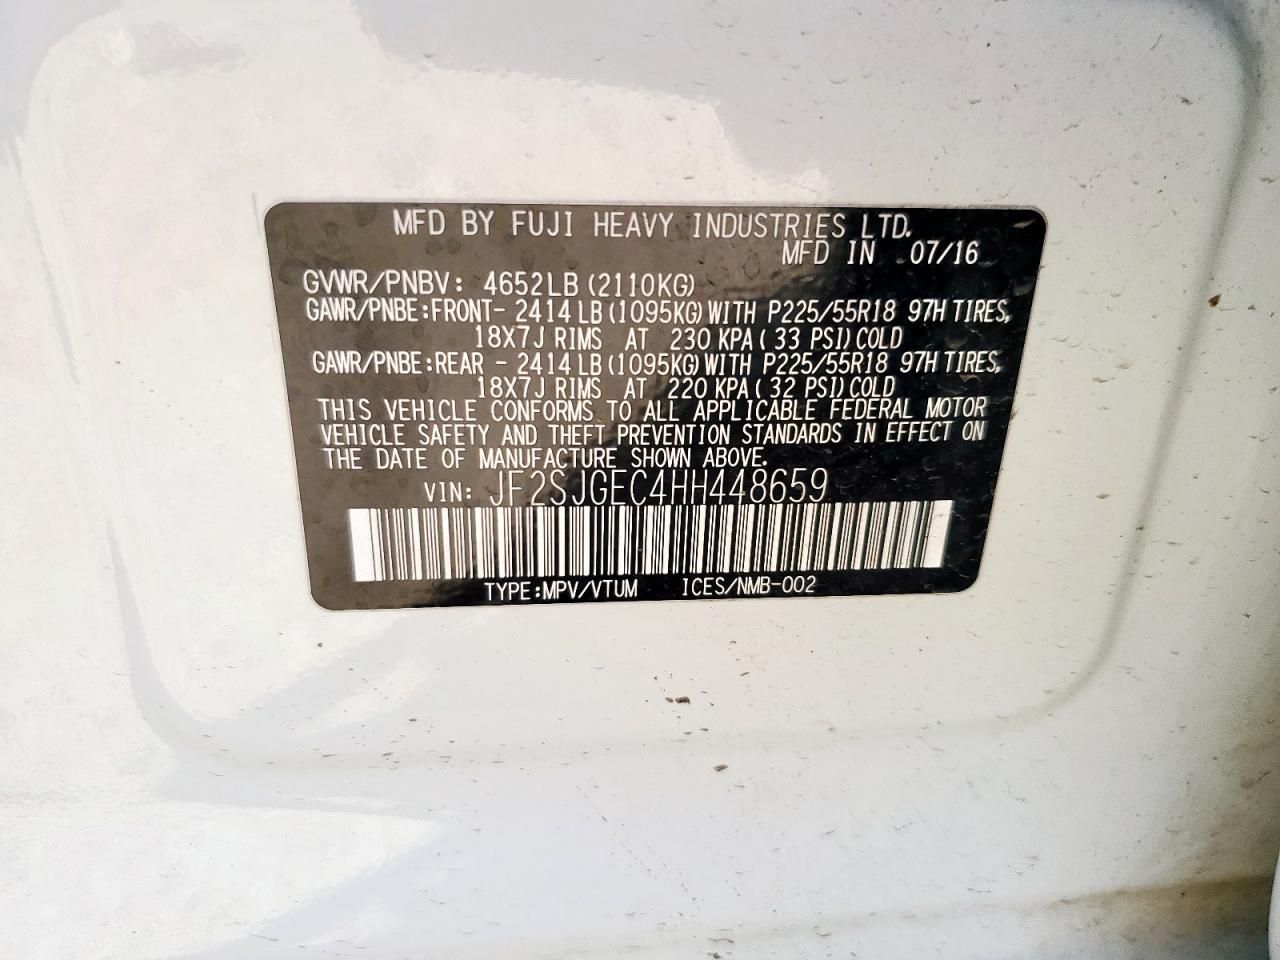 MFD BY FUJI HEAVY INDUSTRIES LTD.
MFD IN 07/16
GVWR/PNBV: 4652LB (2110KG)
GAWR/PNBE:FRONT- 2414LB (1095KG) WITH P225/55R18 97H TIRES,
18X7J RIMS AT 230 KPA (33 PSI) COLD
GAWR/PNBE:REAR - 2414LB (1095KG) WITH P225/55R18 97H TIRES,
18X7J RIMS AT 220 KPA (32 PSI) COLD
THIS VEHICLE CONFORMS TO ALL APPLICABLE FEDERAL MOTOR
VEHICLE SAFETY AND THEFT PREVENTION STANDARDS IN EFFECT ON
THE DATE OF MANUFACTURE SHOWN ABOVE.
VIN: JF2SJGEC4HH448659
TYPE:MPV/VTUM ICES/NMB-002